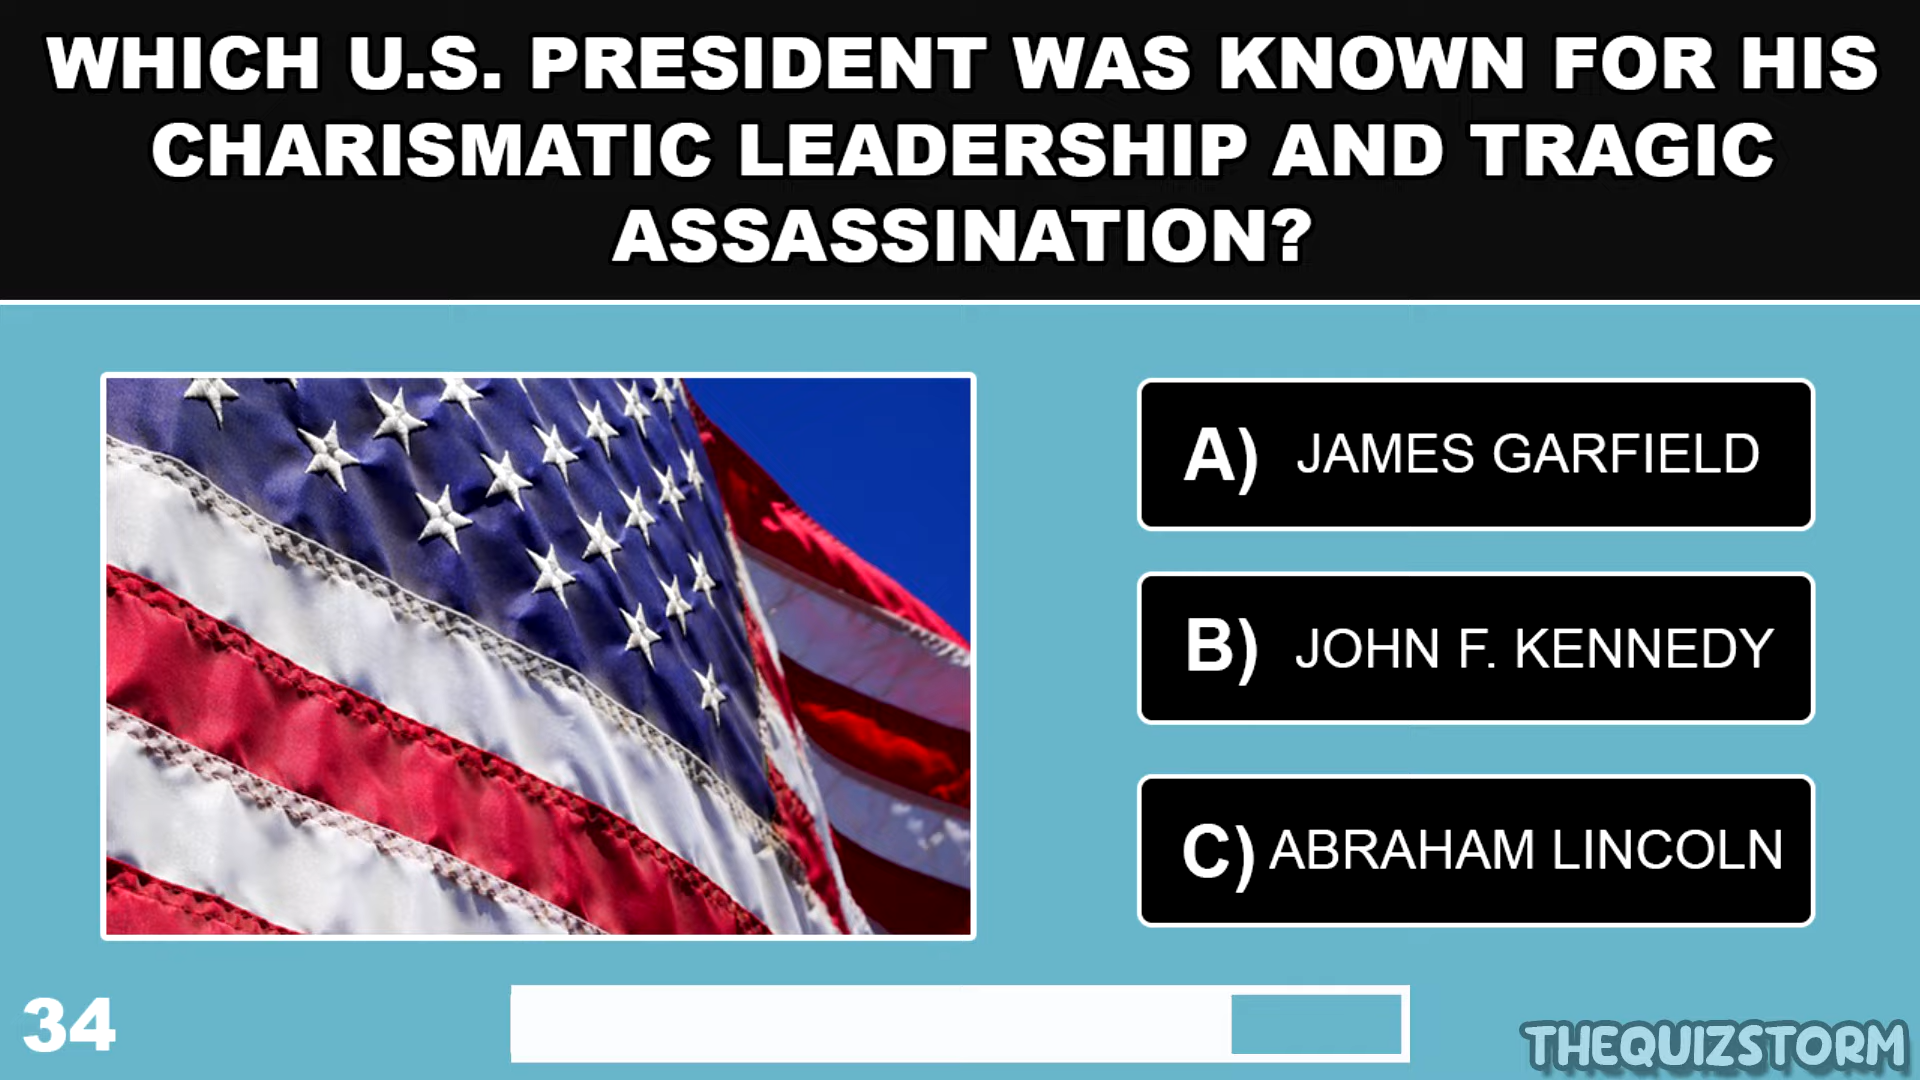 WHICH U.S. PRESIDENT WAS KNOWN FOR HIS
CHARISMATIC LEADERSHIP AND TRAGIC
ASSASSINATION?
A) JAMES GARFIELD
B) JOHN F. KENNEDY
C) ABRAHAM LINCOLN
34
THEQUIZSTORM